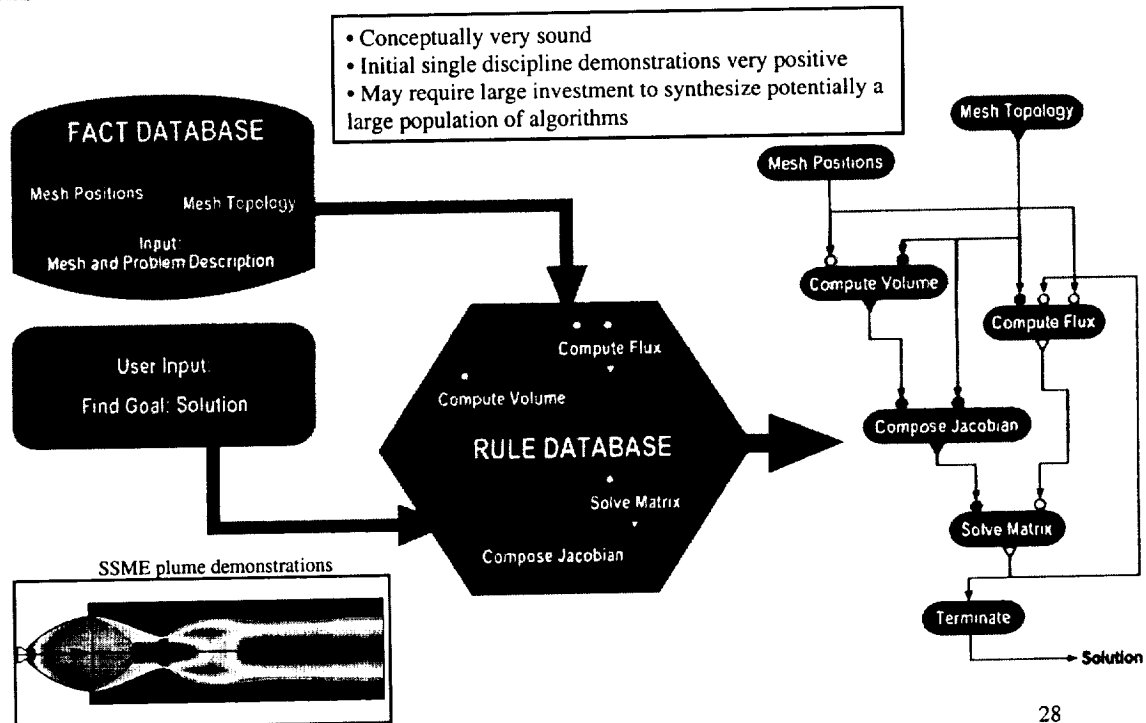 • Conceptually very sound
• Initial single discipline demonstrations very positive
• May require large investment to synthesize potentially a
large population of algorithms
FACT DATABASE
Mesh Positions
Mesh Topology
Input:
Mesh and Problem Description
User Input:
Find Goal: Solution
Compute Flux
Compute Volume
RULE DATABASE
Solve Matrix
Compose Jacobian
Mesh Topology
Mesh Positions
Compute Volume
Compute Flux
Compose Jacobian
Solve Matrix
Terminate
Solution
SSME plume demonstrations
28